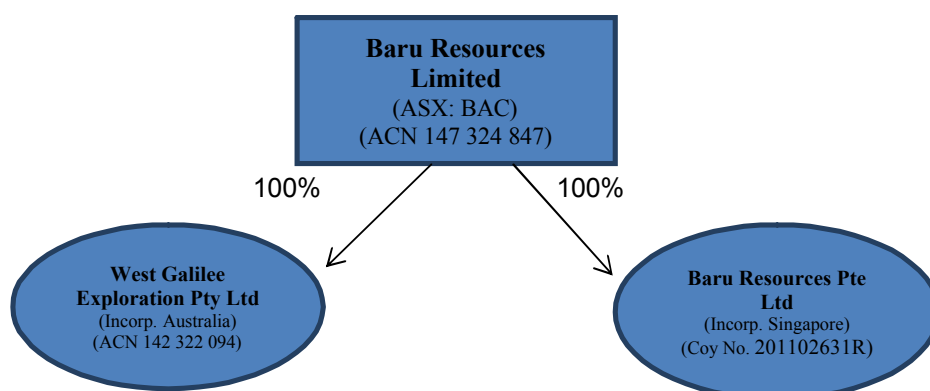 Baru Resources
Limited
(ASX: BAC)
(ACN 147 324 847)
100%
100%
West Galilee
Exploration Pty Ltd
(Incorp. Australia)
(ACN 142 322 094)
Baru Resources Pte
Ltd
(Incorp. Singapore)
(Coy No. 201102631R)